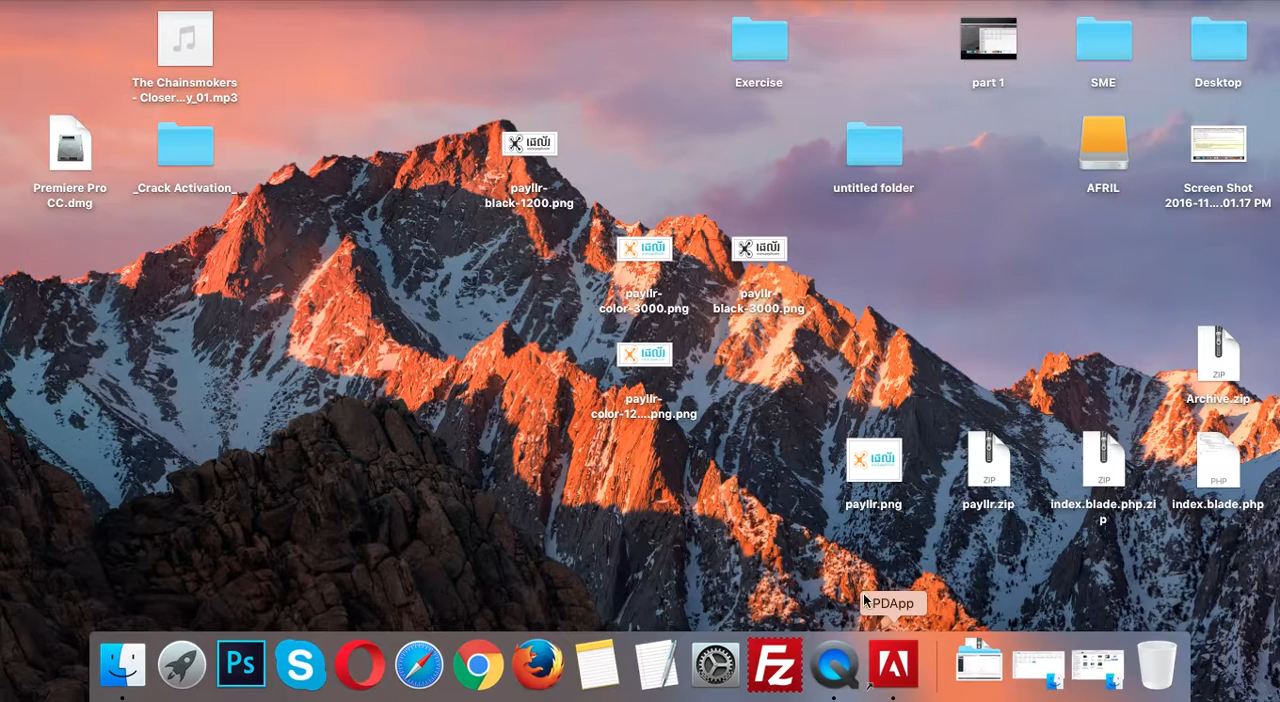 Exercise
part 1
SME
Desktop
The Chainsmokers
- Closer...y_01.mp3
Premiere Pro
CC.dmg
_Crack Activation_
payllr-
black-1200.png
untitled folder
AFRIL
Screen Shot
2016-11....01.17 PM
payllr-
color-3000.png
payllr-
black-3000.png
payllr-
color-12....png.png
ZIP
Archive.zip
payllr.png
ZIP
payllr.zip
ZIP
index.blade.php.zi
p
PHP
index.blade.php
PDApp
Ps
S
Fz